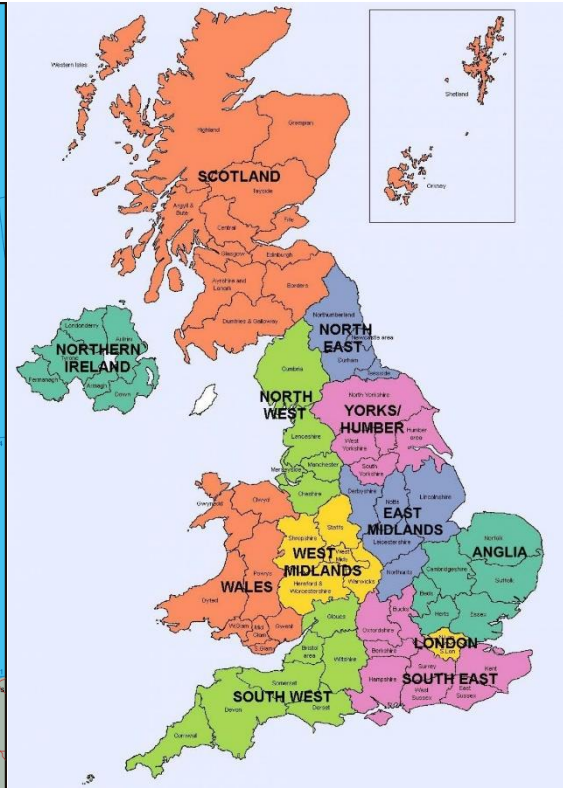 Western Isles
Shetland
Orkney
Highland
Grampian
SCOTLAND
Tayside
Argyll &
Bute
Central
Fife
Glasgow
Edinburgh
Ayrshire and
Lanark
Borders
Dumfries & Galloway
Northumberland
Newcastle area
NORTH
EAST
Durham
Teesside
Londonderry
Antrim
NORTHERN
IRELAND
Tyrone
Fermanagh
Armagh
Down
Cumbria
NORTH
WEST
North Yorkshire
YORKS/
HUMBER
West
Yorkshire
Humber
area
South
Yorkshire
Lancashire
Manchester
Merseyside
Cheshire
Derbyshire
Notts
Lincolnshire
EAST
MIDLANDS
Leicestershire
Northants
Clwyd
Gwynedd
Powys
WALES
Dyfed
Mid
Glam
S.Glam
Gwent
Shropshire
Staffs
West
Mids
WEST
MIDLANDS
Hereford &
Worcestershire
Warwicks
Norfolk
ANGLIA
Cambridgeshire
Suffolk
Beds
Herts
Essex
Bucks
Oxfordshire
Berkshire
LONDON
S.Lon
Surrey
Kent
SOUTH EAST
Hampshire
West
Sussex
East
Sussex
Gloucs
Bristol
area
Wiltshire
Somerset
SOUTH WEST
Devon
Dorset
Cornwall